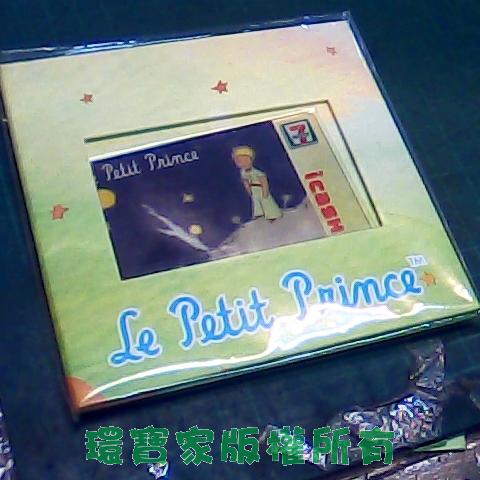 Petit Prince
7
icash
Le Petit Prince™
環寶家版權所有